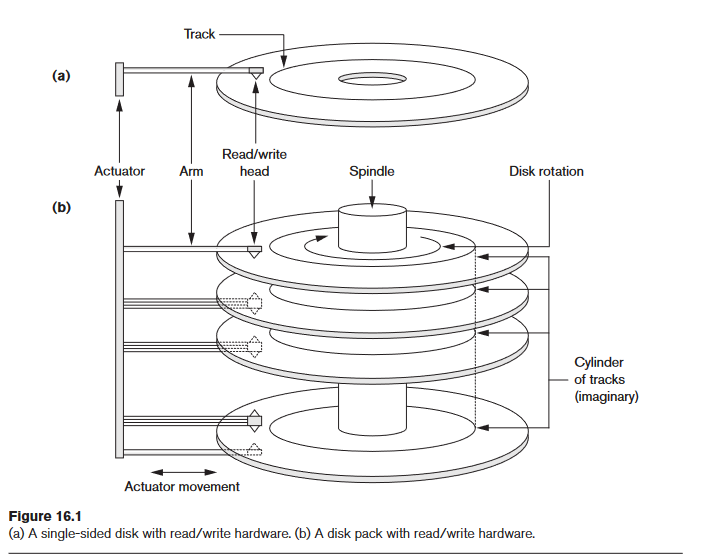 Track
(a)
Read/write
Actuator Arm head Spindle Disk rotation
(b)
Cylinder
of tracks
(imaginary)
Actuator movement
Figure 16.1
(a) A single-sided disk with read/write hardware. (b) A disk pack with read/write hardware.